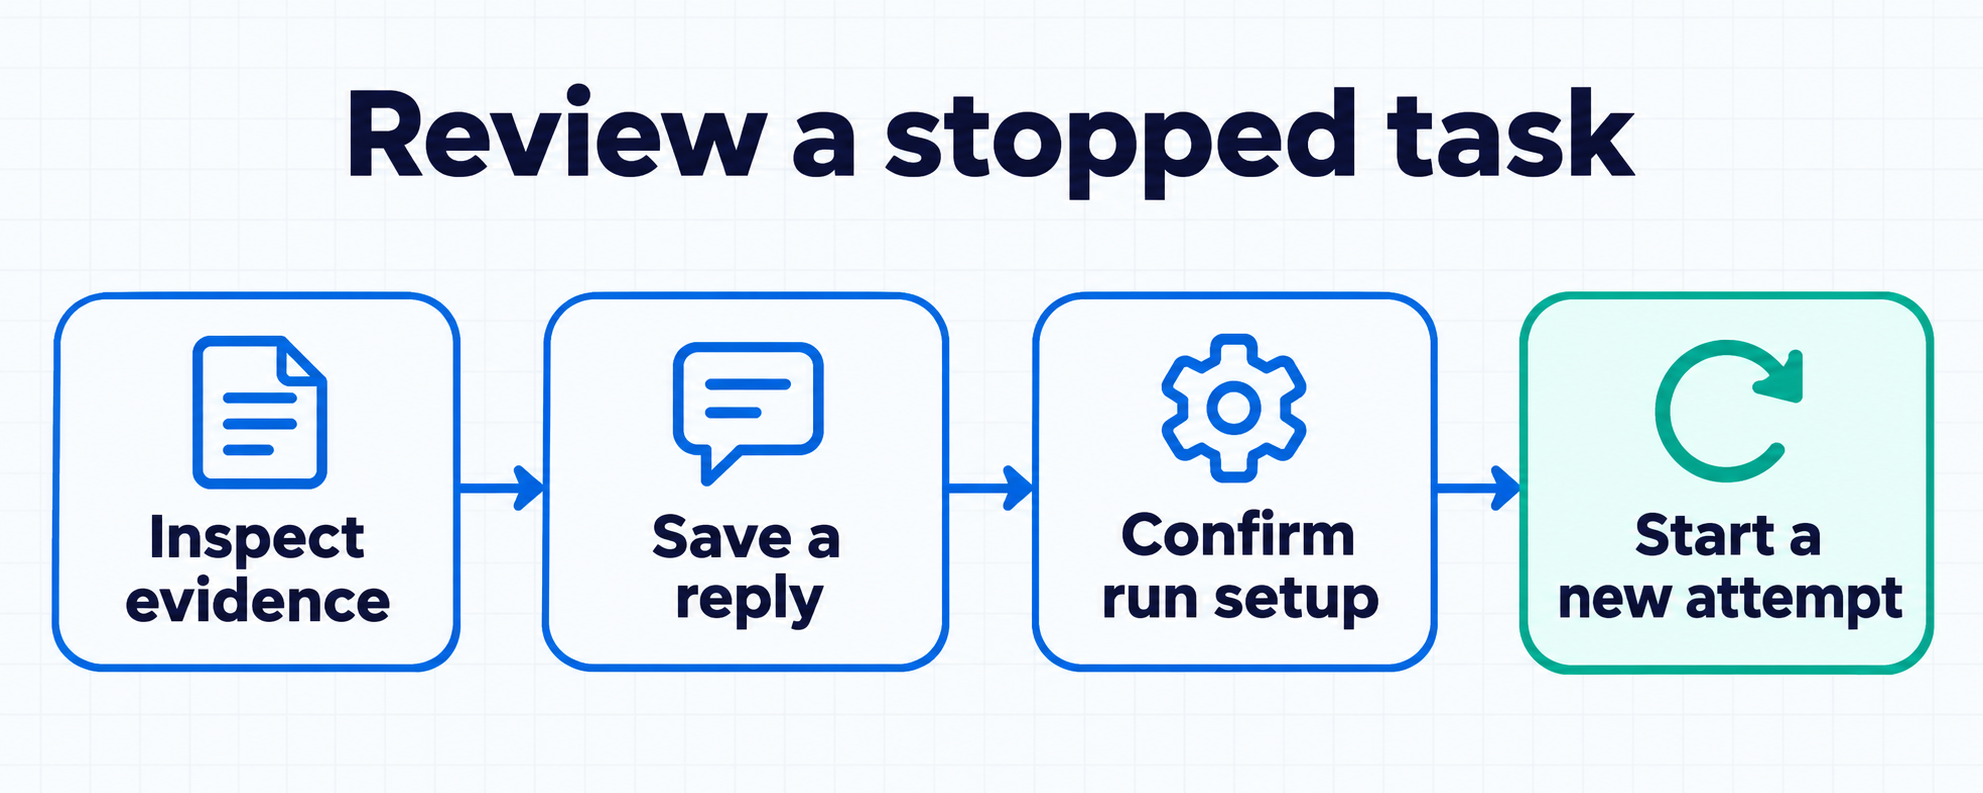 Review a stopped task
Inspect
evidence
Save a
reply
Confirm
run setup
Start a
new attempt